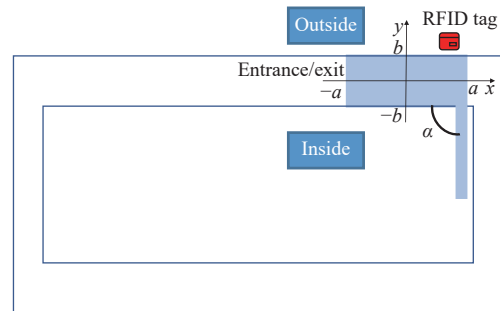 Outside
y
RFID tag
b
Entrance/exit
−a
a
x
−b
α
Inside